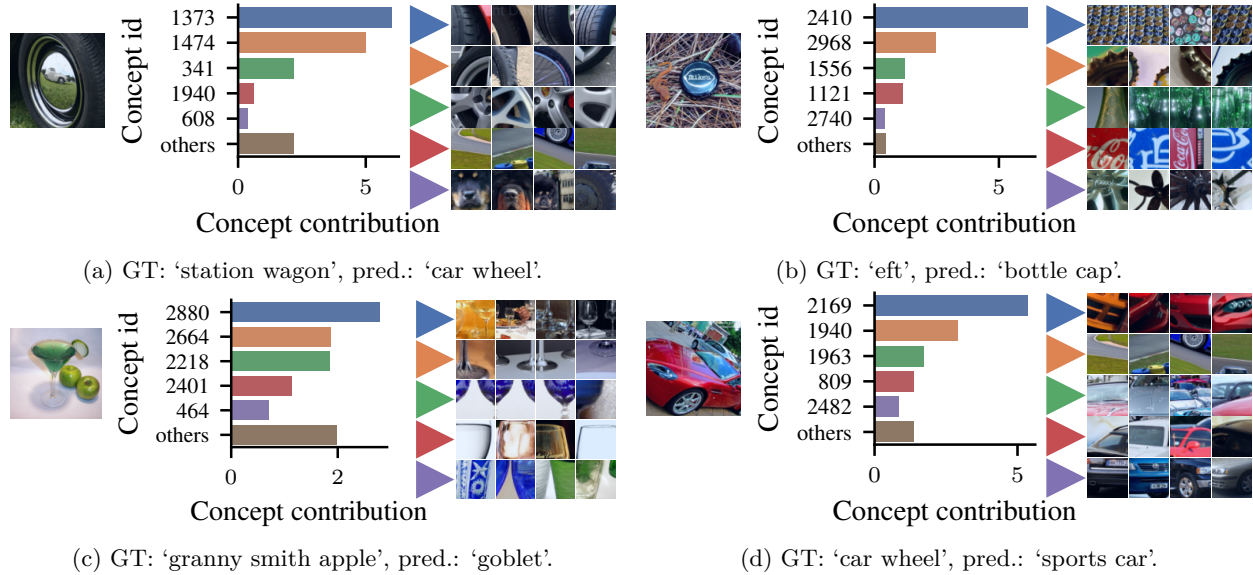 Concept id
1373
1474
341
1940
608
others
0
5
Concept contribution
(a) GT: ‘station wagon’, pred.: ‘car wheel’.
Concept id
2410
2968
1556
1121
2740
others
0
5
Concept contribution
(b) GT: ‘eft’, pred.: ‘bottle cap’.
Concept id
2880
2664
2218
2401
464
others
0
2
Concept contribution
(c) GT: ‘granny smith apple’, pred.: ‘goblet’.
Concept id
2169
1940
1963
809
2482
others
0
5
Concept contribution
(d) GT: ‘car wheel’, pred.: ‘sports car’.